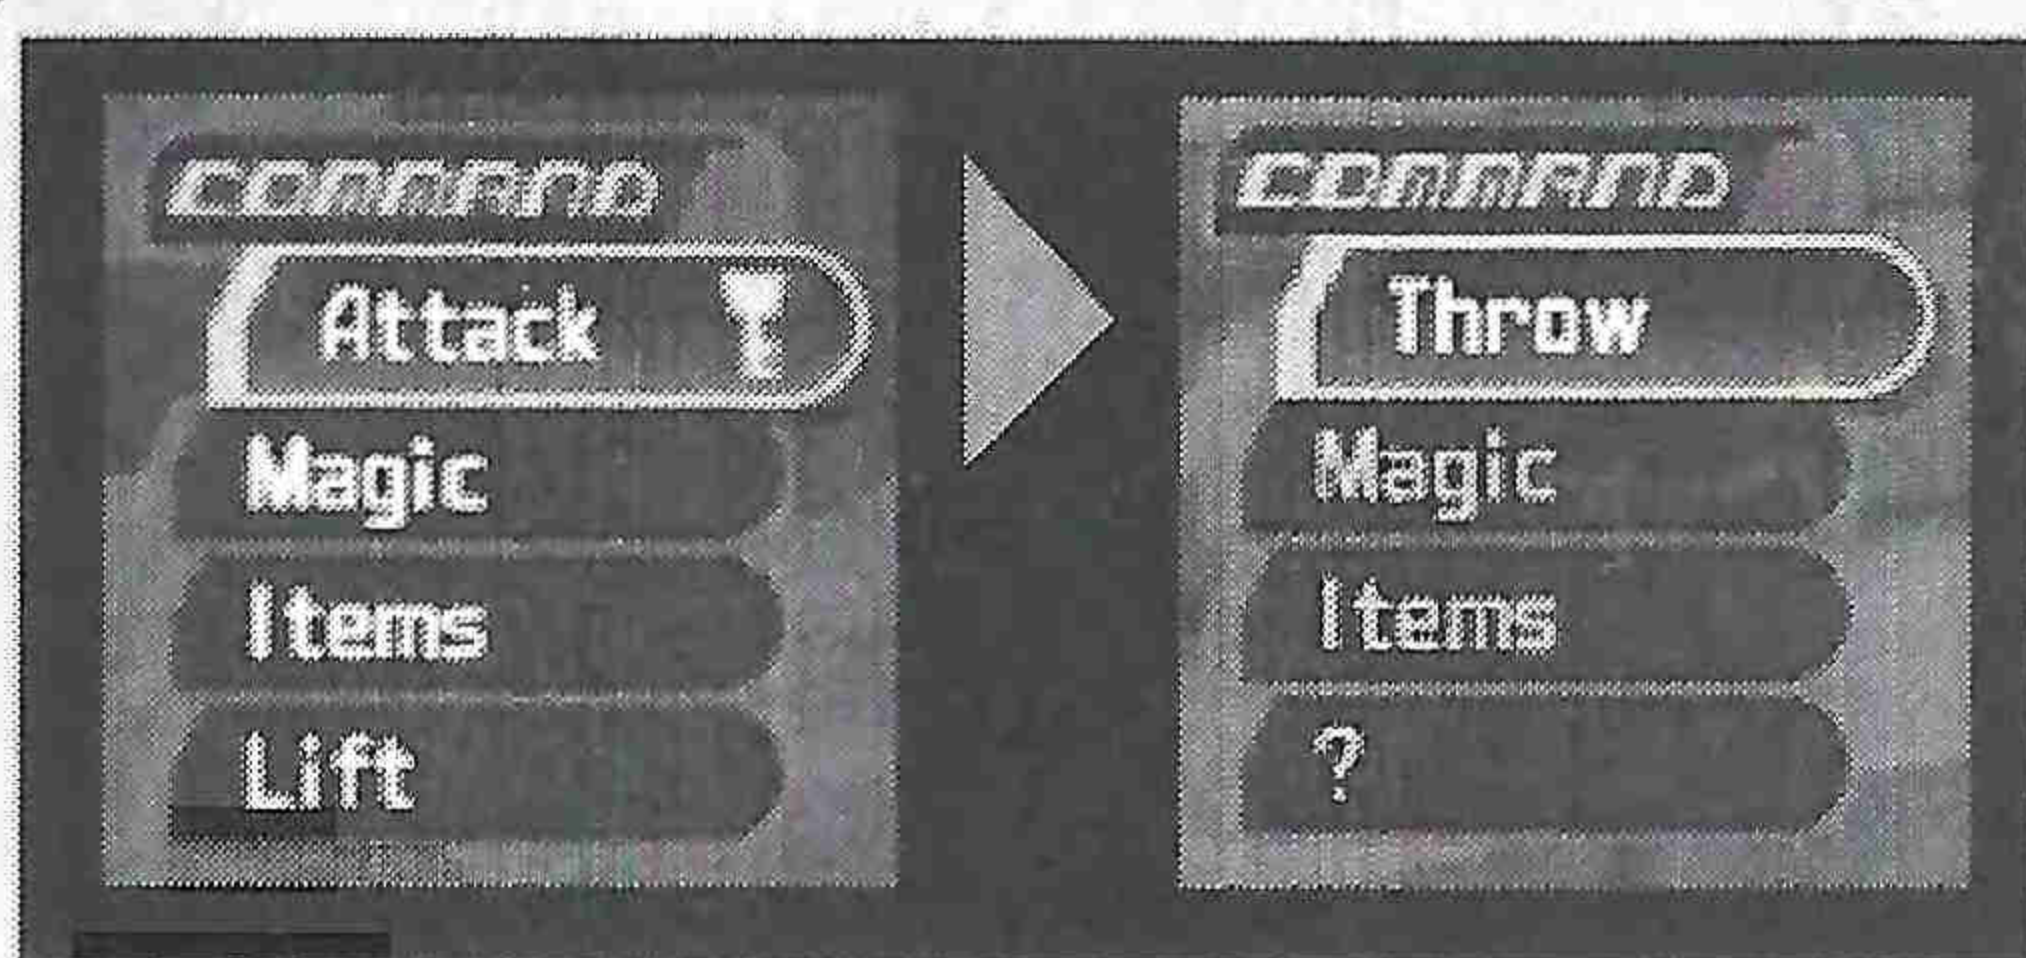 COMMAND
Attack
Magic
Items
Lift
COMMAND
Throw
Magic
Items
?